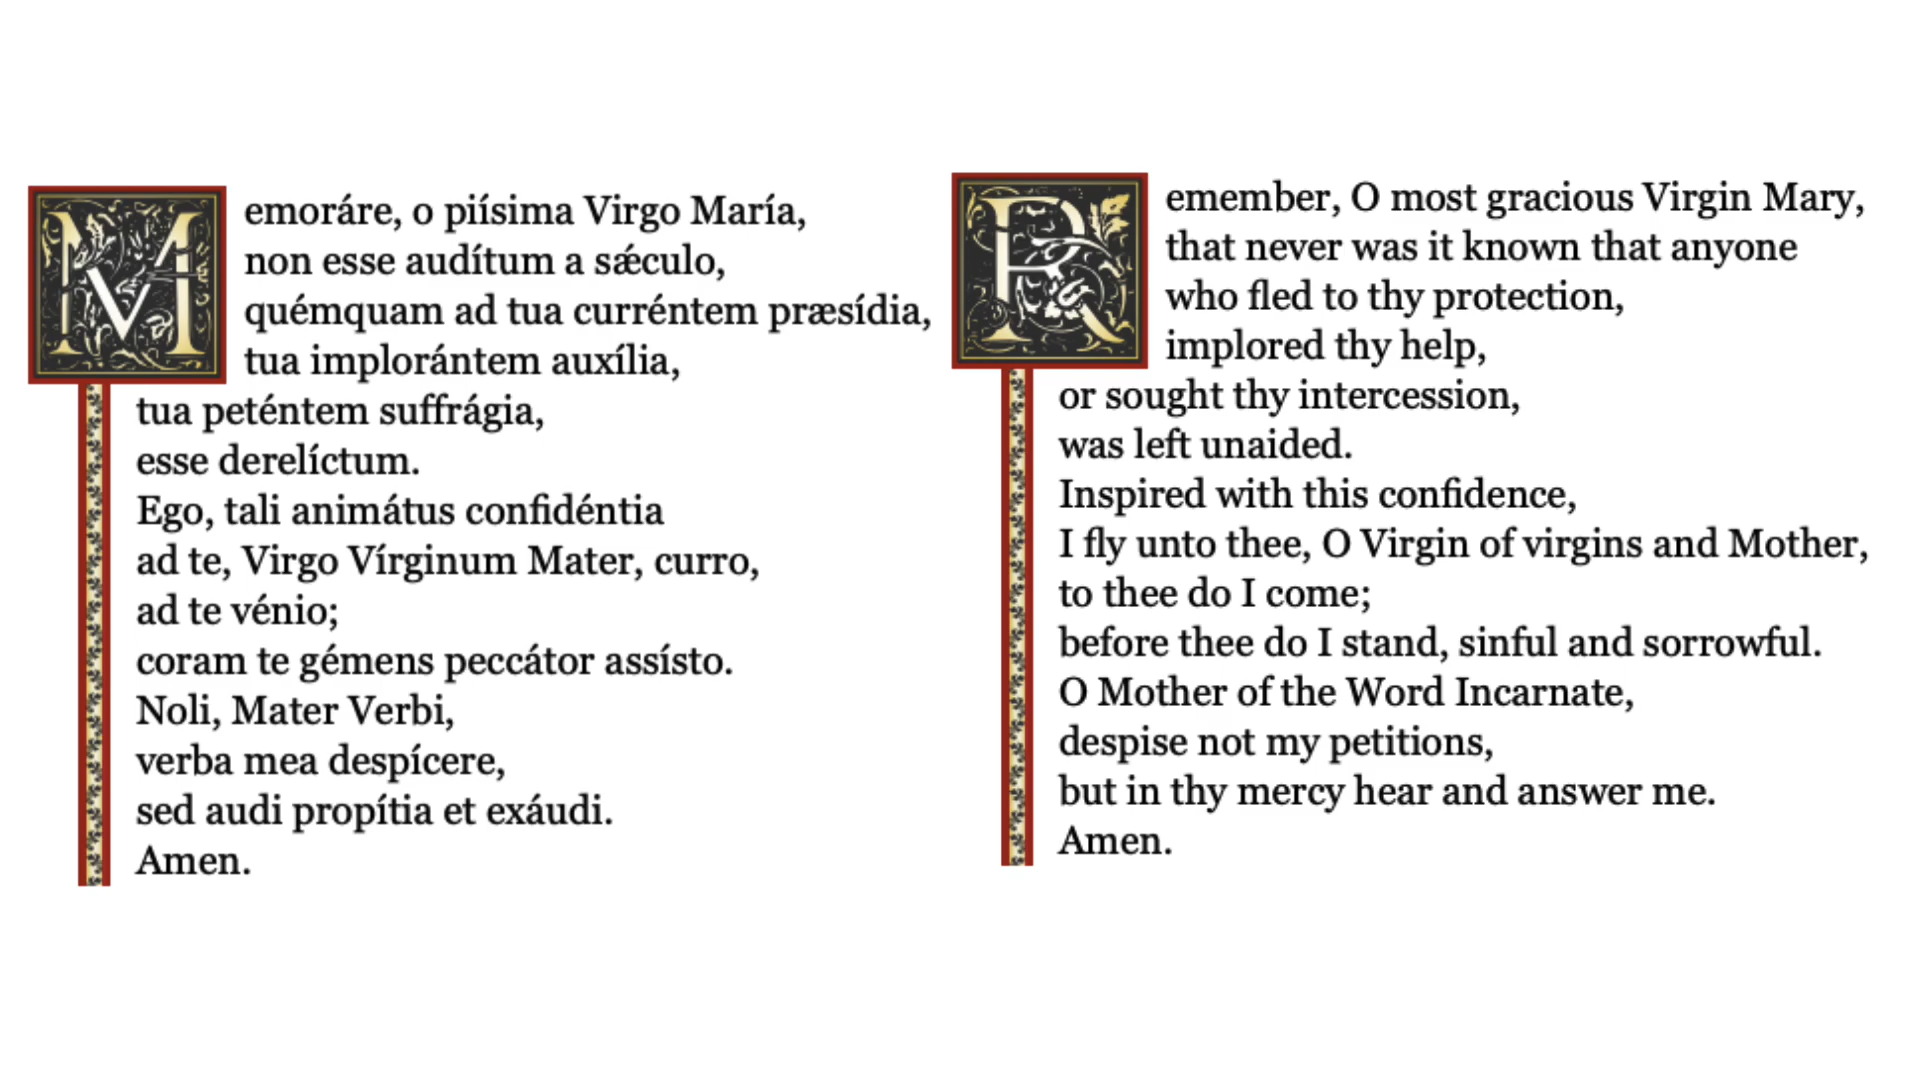 Memoráre, o piísima Virgo María,
non esse audítum a sǽculo,
quémquam ad tua curréntem præsídia,
tua implorántem auxília,
tua peténtem suffrágia,
esse derelíctum.
Ego, tali animátus confidéntia
ad te, Virgo Vírginum Mater, curro,
ad te vénio;
coram te gémens peccátor assísto.
Noli, Mater Verbi,
verba mea despícere,
sed audi propítia et exáudi.
Amen.
Remember, O most gracious Virgin Mary,
that never was it known that anyone
who fled to thy protection,
implored thy help,
or sought thy intercession,
was left unaided.
Inspired with this confidence,
I fly unto thee, O Virgin of virgins and Mother,
to thee do I come;
before thee do I stand, sinful and sorrowful.
O Mother of the Word Incarnate,
despise not my petitions,
but in thy mercy hear and answer me.
Amen.